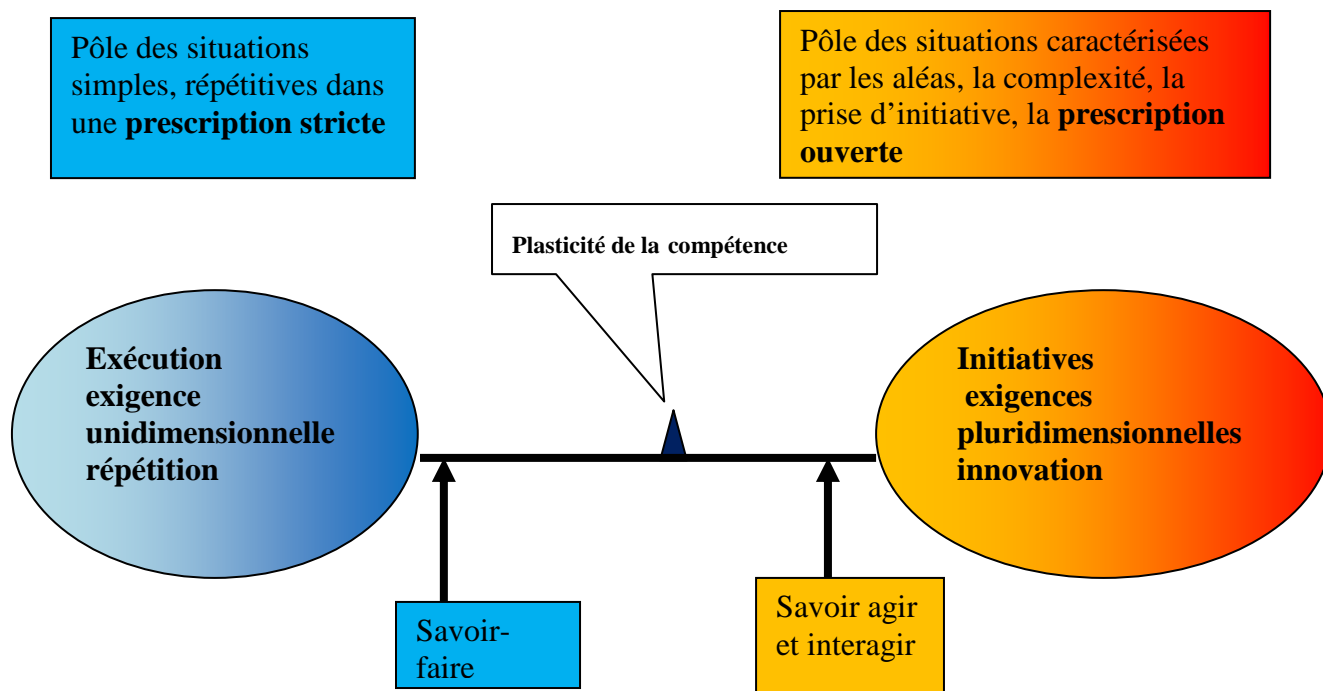 Pôle des situations
simples, répétitives dans
une prescription stricte
Pôle des situations caractérisées
par les aléas, la complexité, la
prise d’initiative, la prescription
ouverte
Plasticité de la compétence
Exécution
exigence
unidimensionnelle
répétition
Initiatives
exigences
pluridimensionnelles
innovation
Savoir-
faire
Savoir agir
et interagir